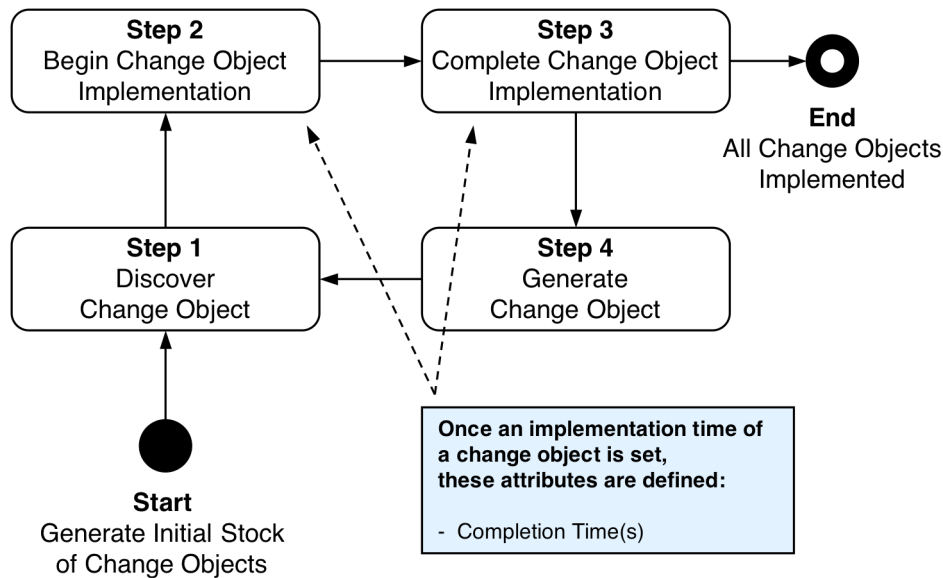 Step 2
Begin Change Object
Implementation
Step 3
Complete Change Object
Implementation
End
All Change Objects
Implemented
Step 1
Discover
Change Object
Step 4
Generate
Change Object
Start
Generate Initial Stock
of Change Objects
Once an implementation time of
a change object is set,
these attributes are defined:
- Completion Time(s)